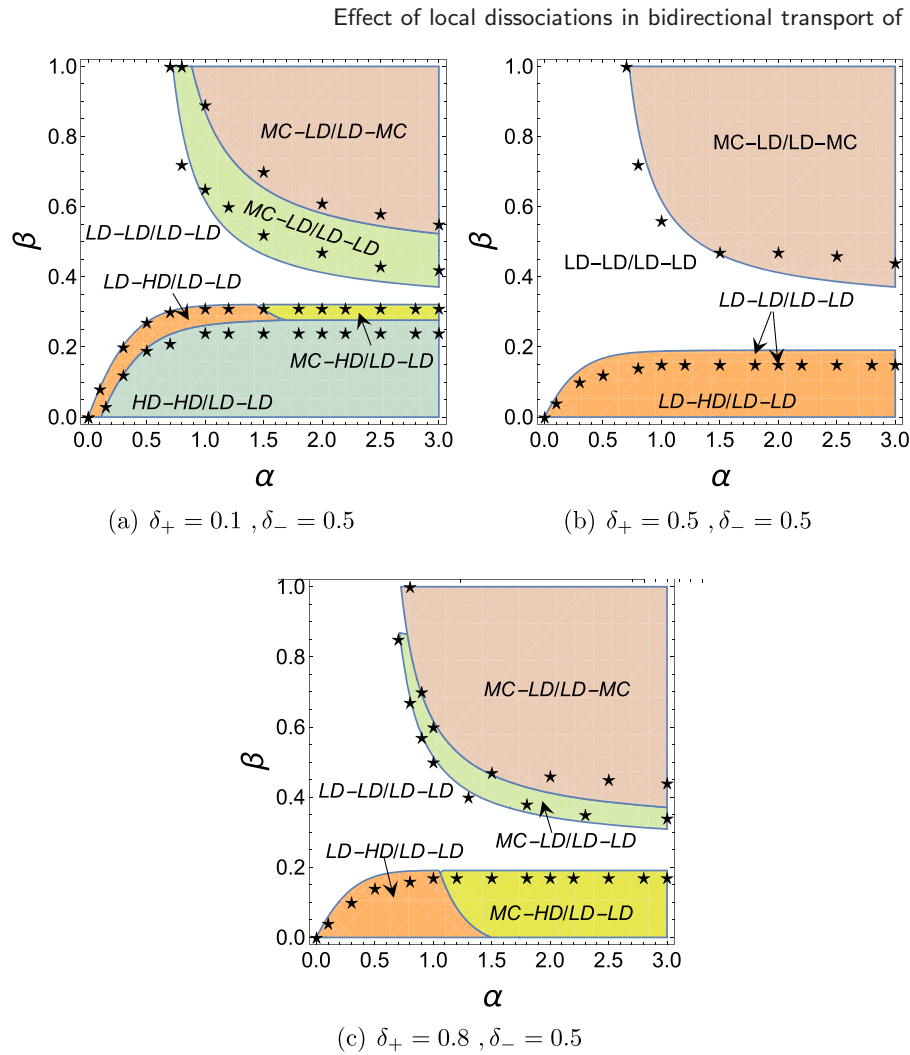 Effect of local dissociations in bidirectional transport of
1.0
0.8
0.6
0.4
0.2
0.0
β
MC–LD/LD–MC
MC–LD/LD–LD
LD–LD/LD–LD
LD–HD/LD–LD
MC–HD/LD–LD
HD–HD/LD–LD
0.0 0.5 1.0 1.5 2.0 2.5 3.0
α
(a) δ₊ = 0.1 , δ₋ = 0.5
1.0
0.8
0.6
0.4
0.2
0.0
β
MC–LD/LD–MC
LD–LD/LD–LD
LD–LD/LD–LD
LD–HD/LD–LD
0.0 0.5 1.0 1.5 2.0 2.5 3.0
α
(b) δ₊ = 0.5 , δ₋ = 0.5
1.0
0.8
0.6
0.4
0.2
0.0
β
MC–LD/LD–MC
LD–LD/LD–LD
MC–LD/LD–LD
LD–HD/LD–LD
MC–HD/LD–LD
0.0 0.5 1.0 1.5 2.0 2.5 3.0
α
(c) δ₊ = 0.8 , δ₋ = 0.5